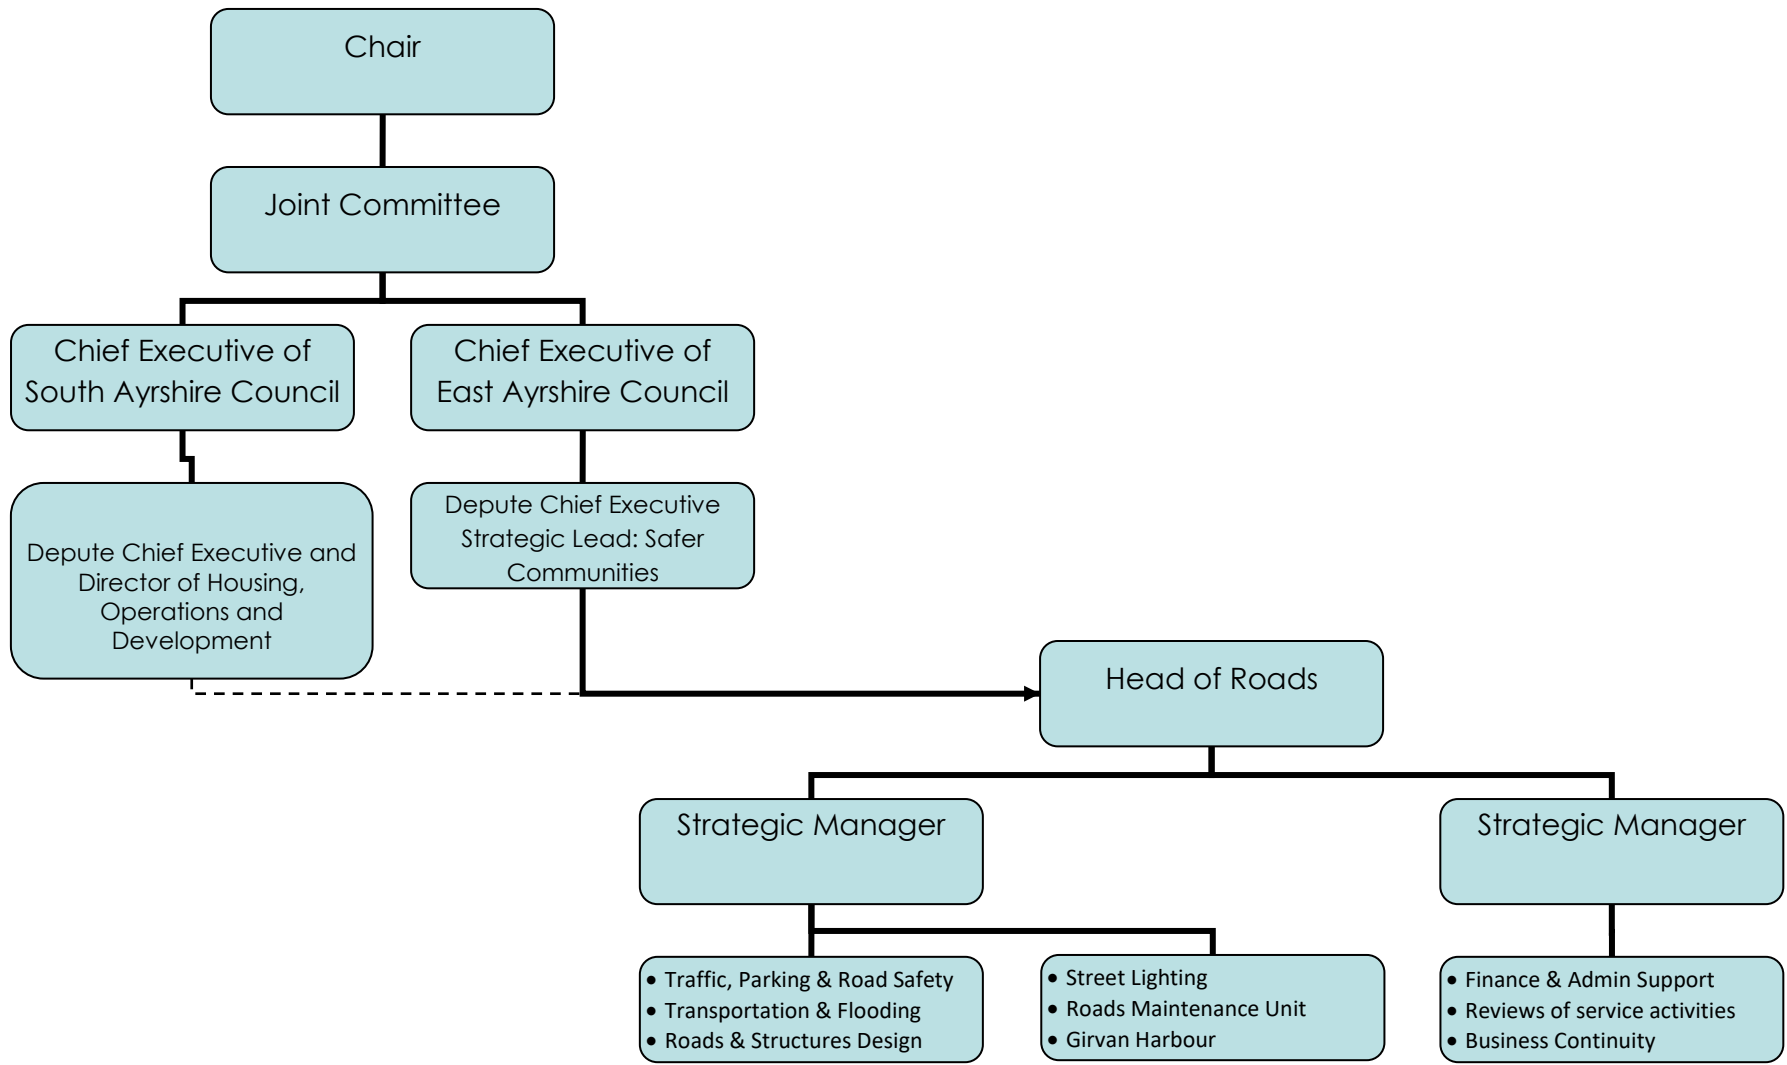 Chair
Joint Committee
Chief Executive of
South Ayrshire Council
Chief Executive of
East Ayrshire Council
Depute Chief Executive and
Director of Housing,
Operations and
Development
Depute Chief Executive
Strategic Lead: Safer
Communities
Head of Roads
Strategic Manager
Strategic Manager
• Traffic, Parking & Road Safety
• Transportation & Flooding
• Roads & Structures Design
• Street Lighting
• Roads Maintenance Unit
• Girvan Harbour
• Finance & Admin Support
• Reviews of service activities
• Business Continuity